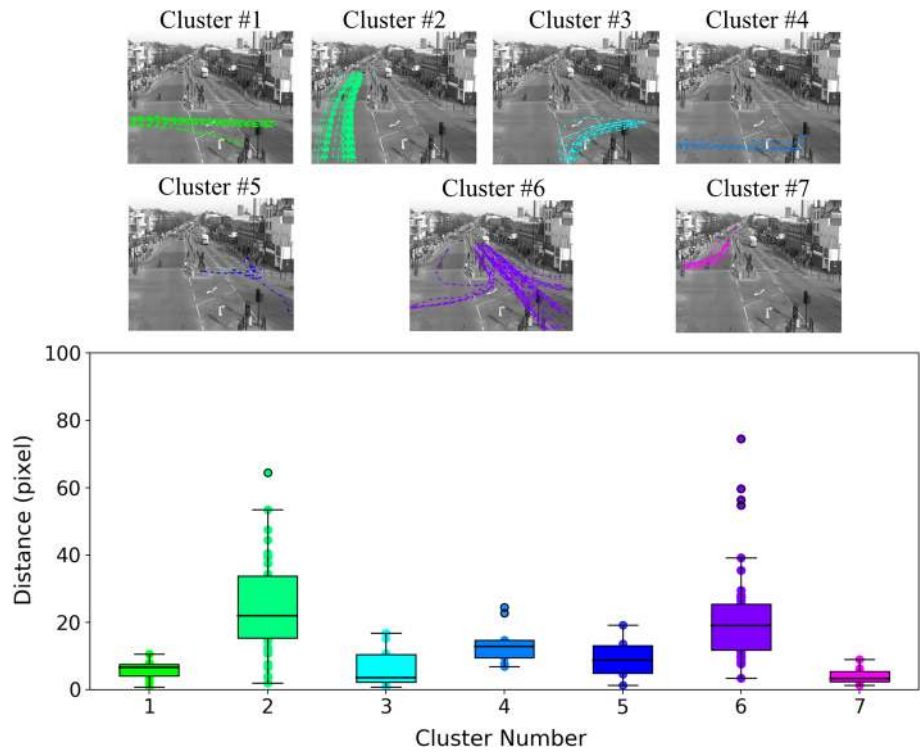 Cluster #1
Cluster #2
Cluster #3
Cluster #4
Cluster #5
Cluster #6
Cluster #7
100
80
60
40
20
0
Distance (pixel)
1 2 3 4 5 6 7
Cluster Number